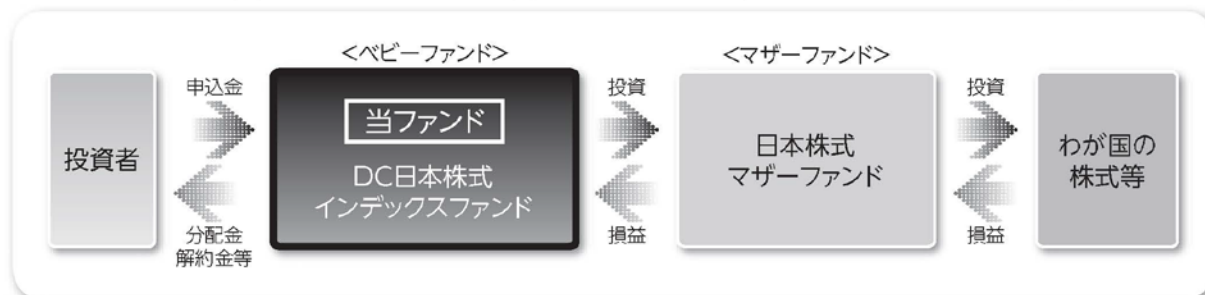 <ベビーファンド>
<マザーファンド>
投資者
申込金
分配金
解約金等
当ファンド
DC日本株式
インデックスファンド
投資
損益
日本株式
マザーファンド
投資
損益
わが国の
株式等